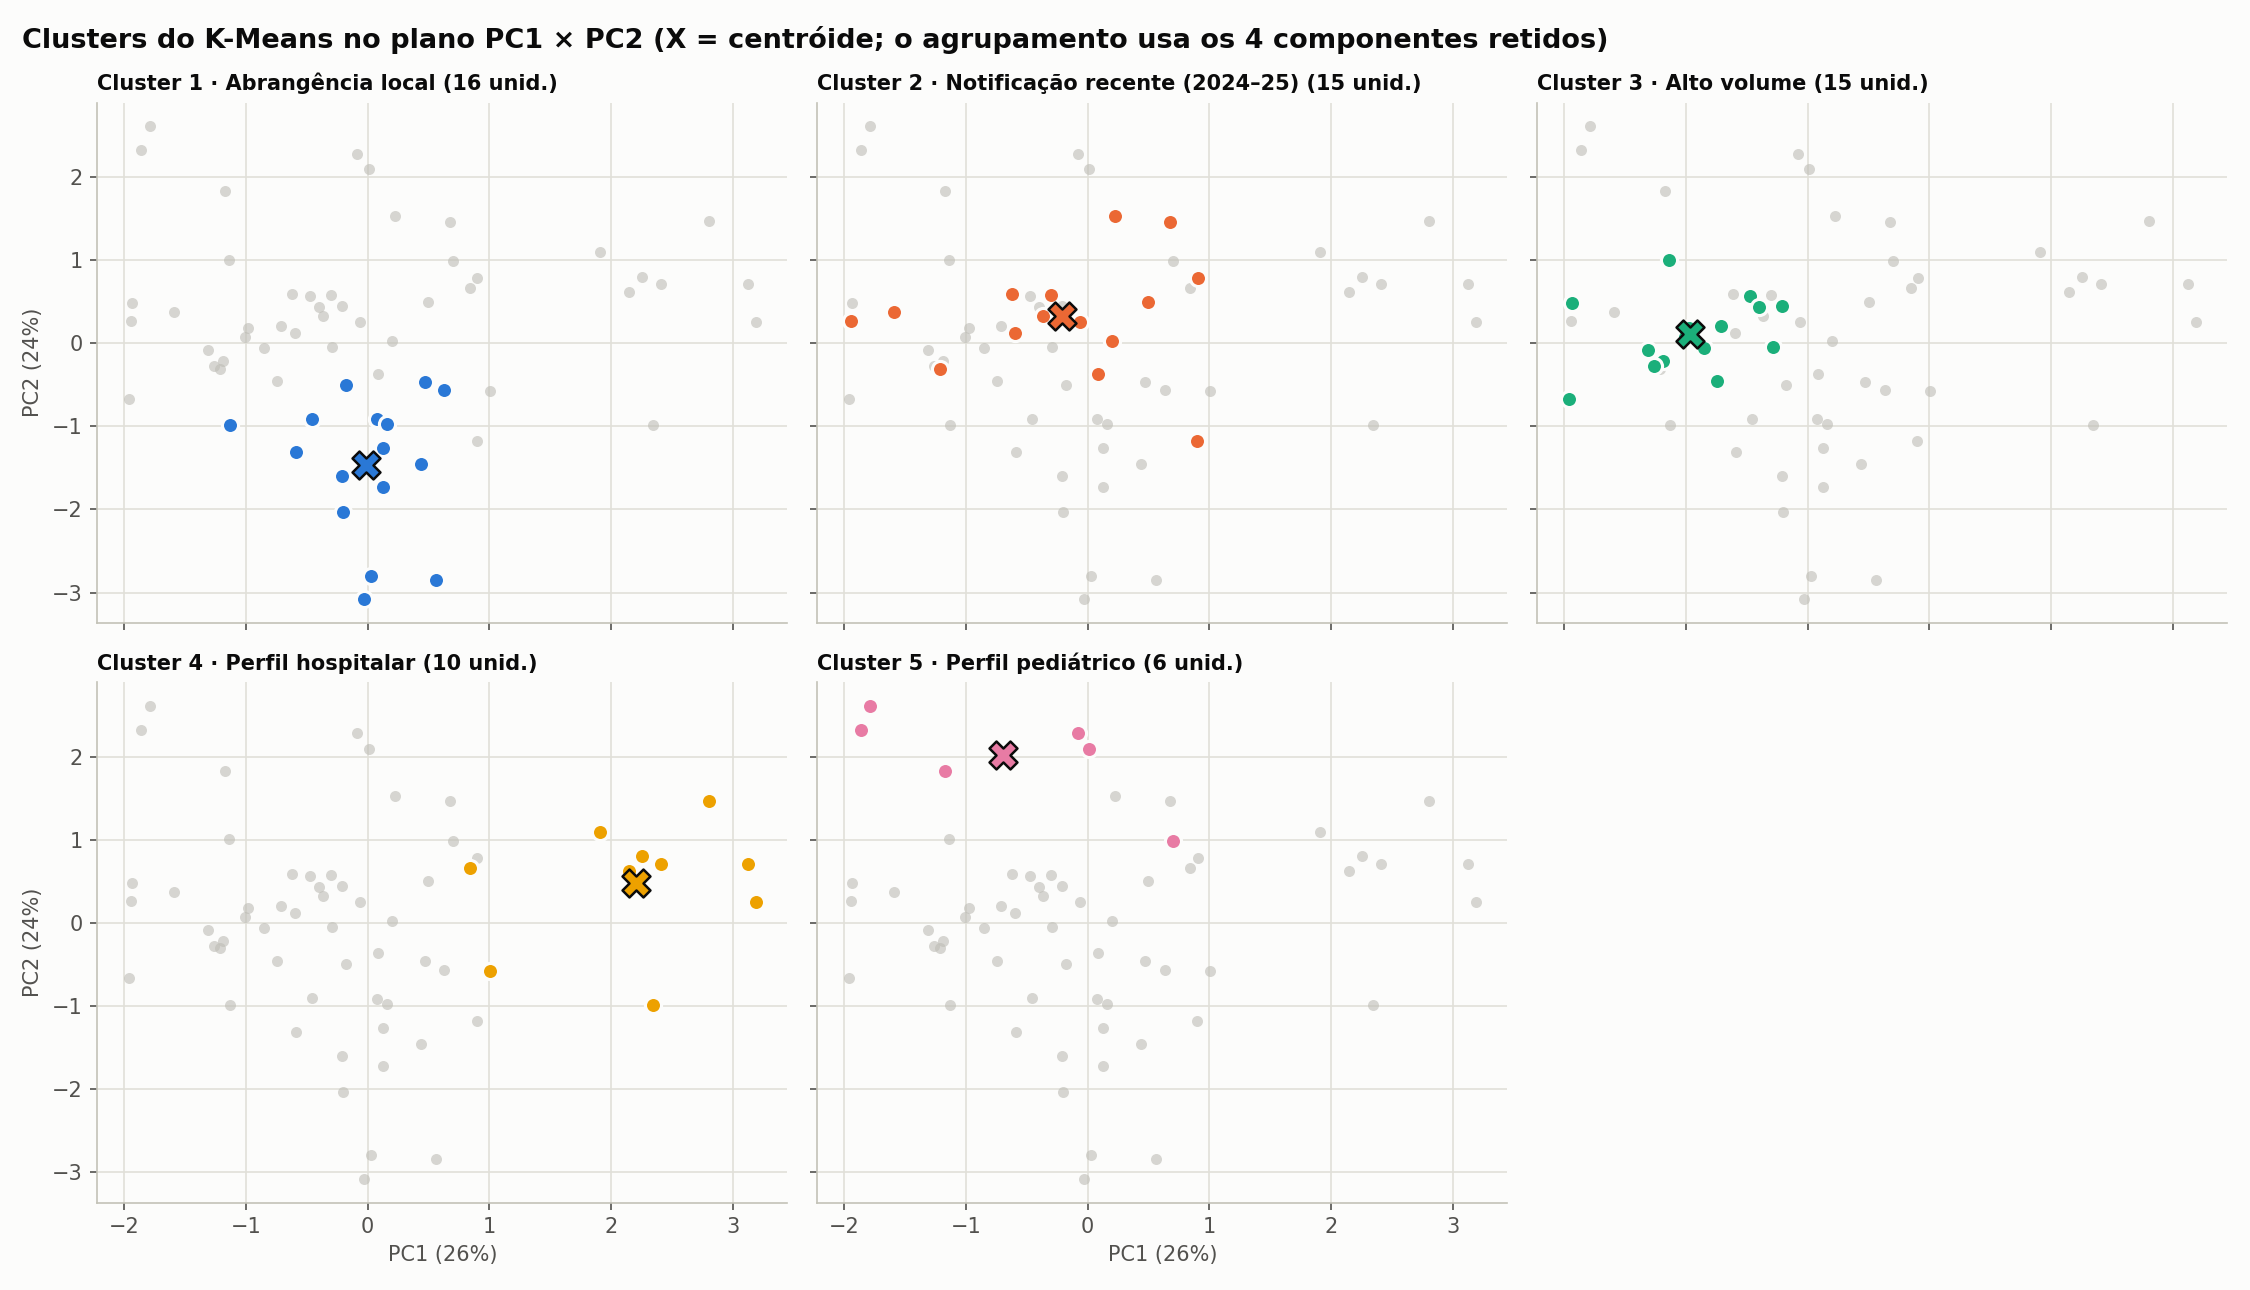 Clusters do K-Means no plano PC1 × PC2 (X = centróide; o agrupamento usa os 4 componentes retidos)
Cluster 1 · Abrangência local (16 unid.)
Cluster 2 · Notificação recente (2024–25) (15 unid.)
Cluster 3 · Alto volume (15 unid.)
PC2 (24%)
2
1
0
−1
−2
−3
Cluster 4 · Perfil hospitalar (10 unid.)
Cluster 5 · Perfil pediátrico (6 unid.)
PC2 (24%)
2
1
0
−1
−2
−3
−2 −1 0 1 2 3
−2 −1 0 1 2 3
PC1 (26%)
PC1 (26%)